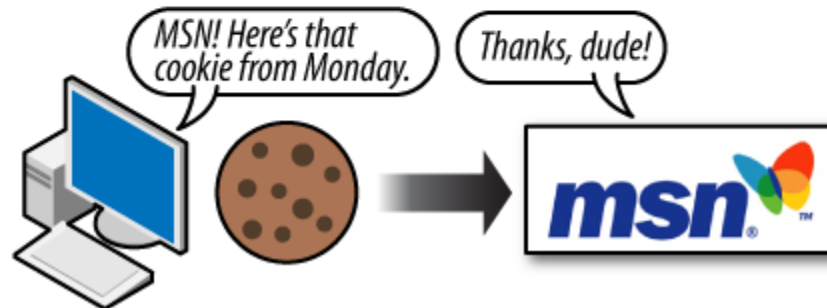 MSN! Here's that
cookie from Monday.
Thanks, dude!
msn®
™